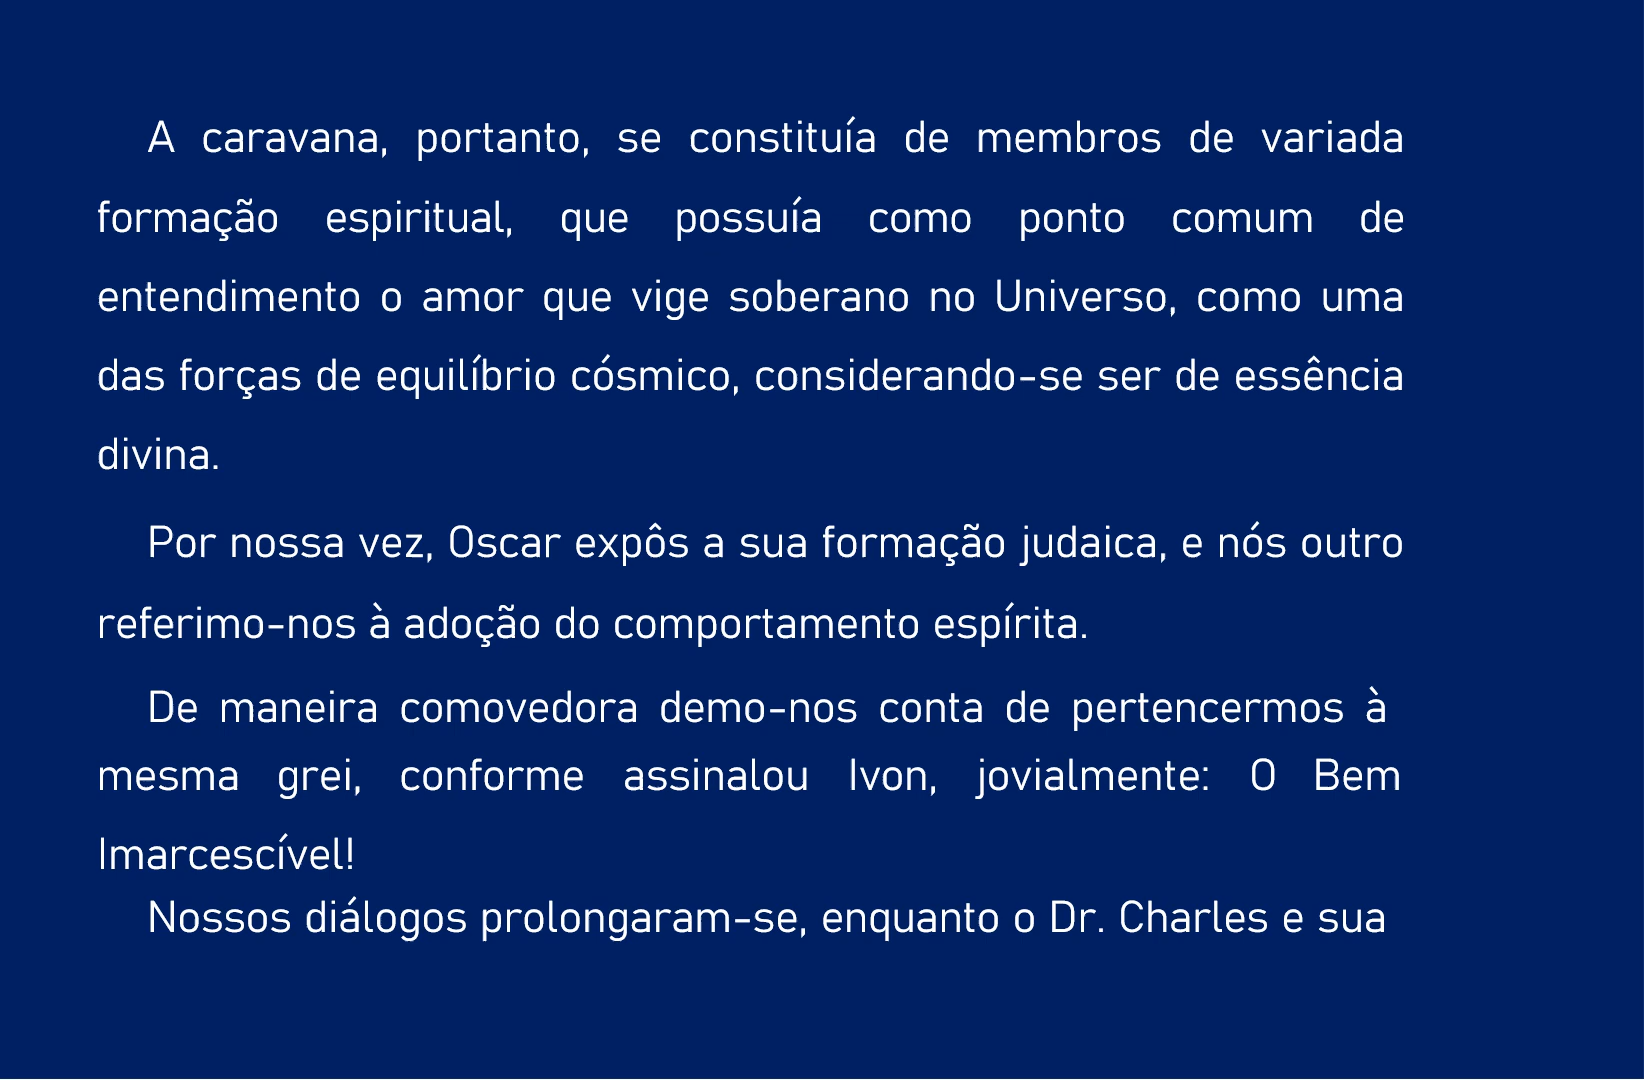 A caravana, portanto, se constituía de membros de variada
formação espiritual, que possuía como ponto comum de
entendimento o amor que vige soberano no Universo, como uma
das forças de equilíbrio cósmico, considerando-se ser de essência
divina.
Por nossa vez, Oscar expôs a sua formação judaica, e nós outro
referimo-nos à adoção do comportamento espírita.
De maneira comovedora demo-nos conta de pertencermos à
mesma grei, conforme assinalou Ivon, jovialmente: O Bem
Imarcescível!
Nossos diálogos prolongaram-se, enquanto o Dr. Charles e sua